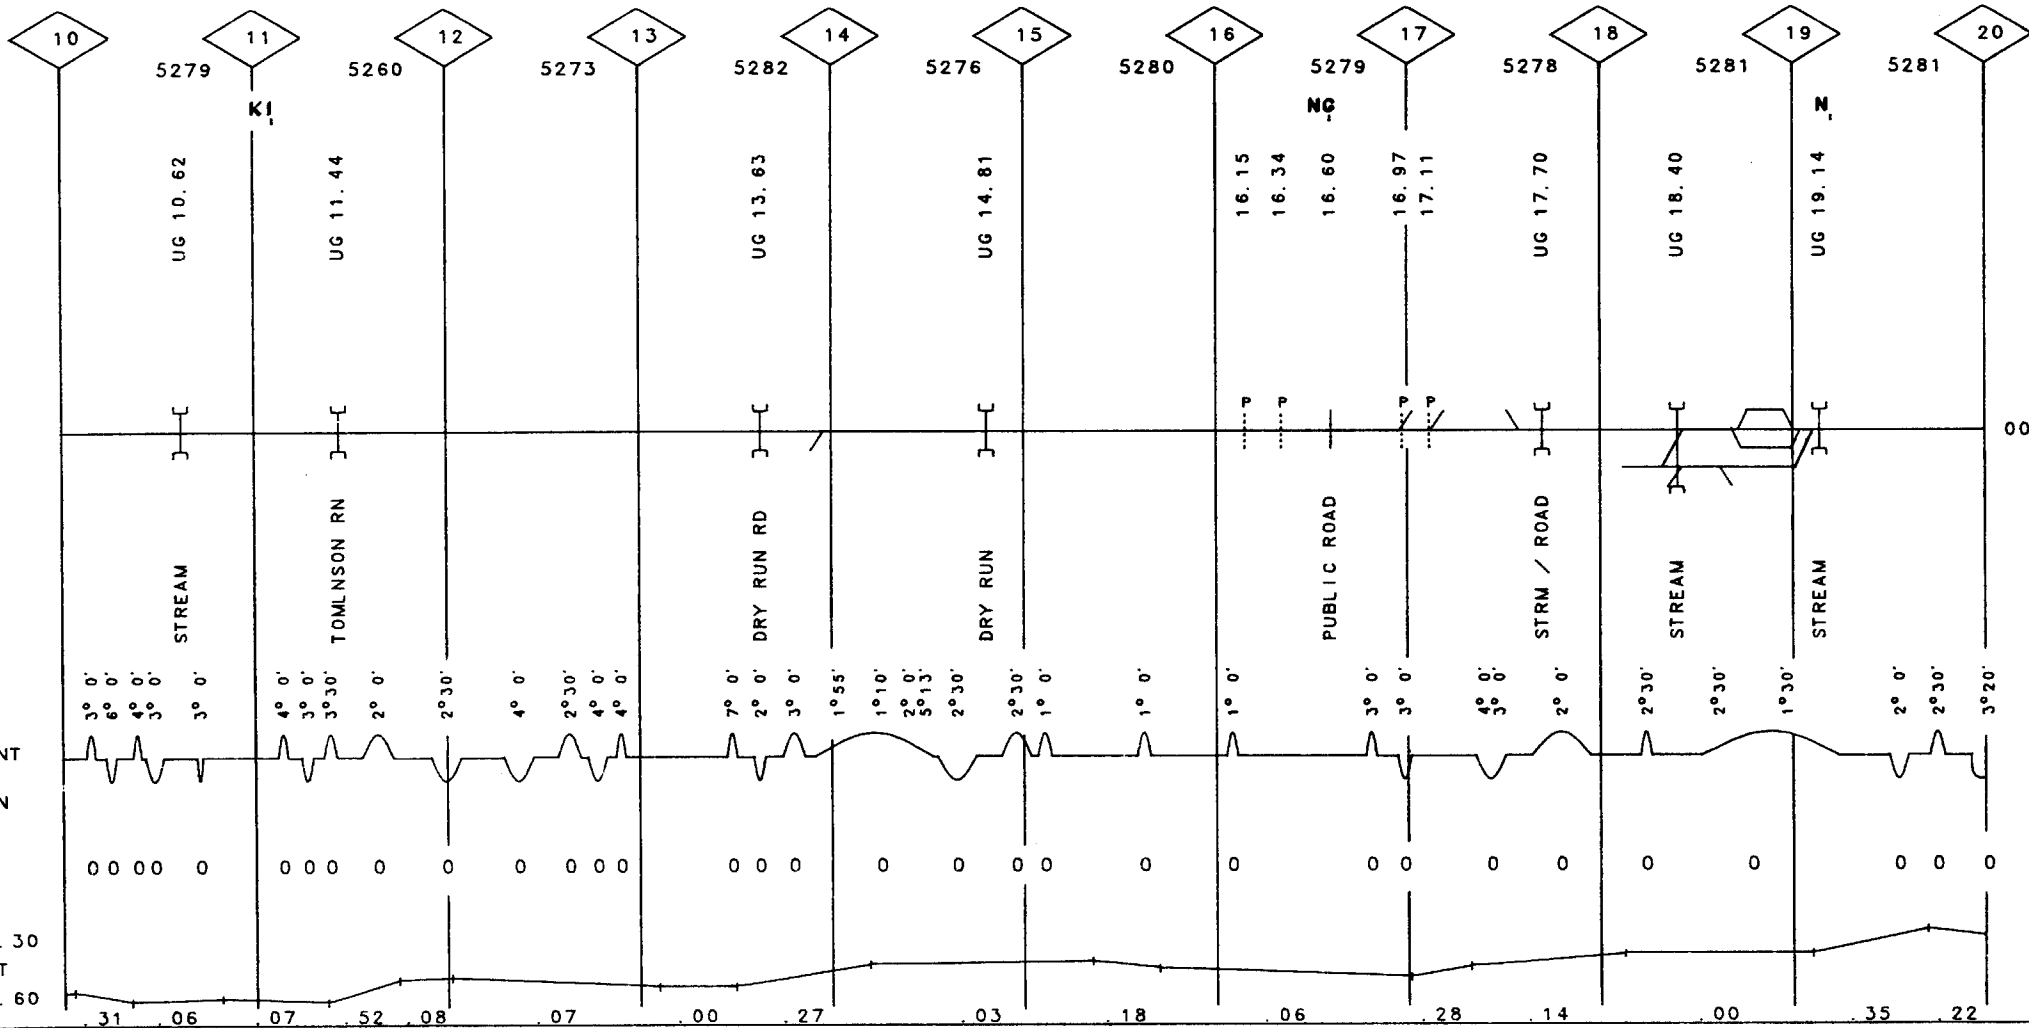 10 11 12 13 14 15 16 17 18 19 20
5279 5260 5273 5282 5276 5280 5279 5278 5281 5281
KI NG N
UG 10.62
UG 11.44
UG 13.63
UG 14.81
16.15
16.34
16.60
16.97
17.11
UG 17.70
UG 18.40
UG 19.14
P P P P
00
STREAM
TOMLNSON RN
DRY RUN RD
DRY RUN
PUBLIC ROAD
STRM / ROAD
STREAM
STREAM
3° 0' 6° 0' 4° 0' 3° 0' 3° 0' 4° 0' 3° 0' 3°30' 2° 0' 2°30' 4° 0' 2°30' 4° 0' 4° 0' 7° 0' 2° 0' 3° 0' 1°55' 1°10' 2° 0' 5°13' 2°30' 2°30' 1° 0' 1° 0' 1° 0' 3° 0' 3° 0' 4° 0' 3° 0' 2° 0' 2°30' 2°30' 1°30' 2° 0' 2°30' 3°20'
NT
N
0 0 0 0 0 0 0 0 0 0 0 0 0 0 0 0 0 0 0 0 0 0 0 0 0 0 0 0 0 0 0 0 0
. 30
T
. 60
.31 .06 .07 .52 .08 .07 .00 .27 .03 .18 .06 .28 .14 .00 .35 .22